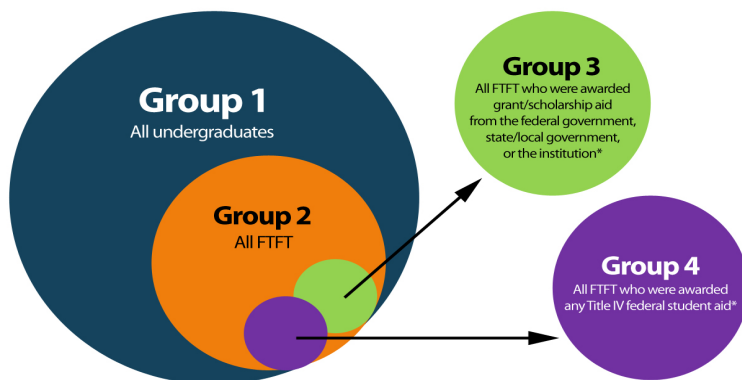 Group 1
All undergraduates
Group 2
All FTFT
Group 3
All FTFT who were awarded
grant/scholarship aid
from the federal government,
state/local government,
or the institution*
Group 4
All FTFT who were awarded
any Title IV federal student aid*